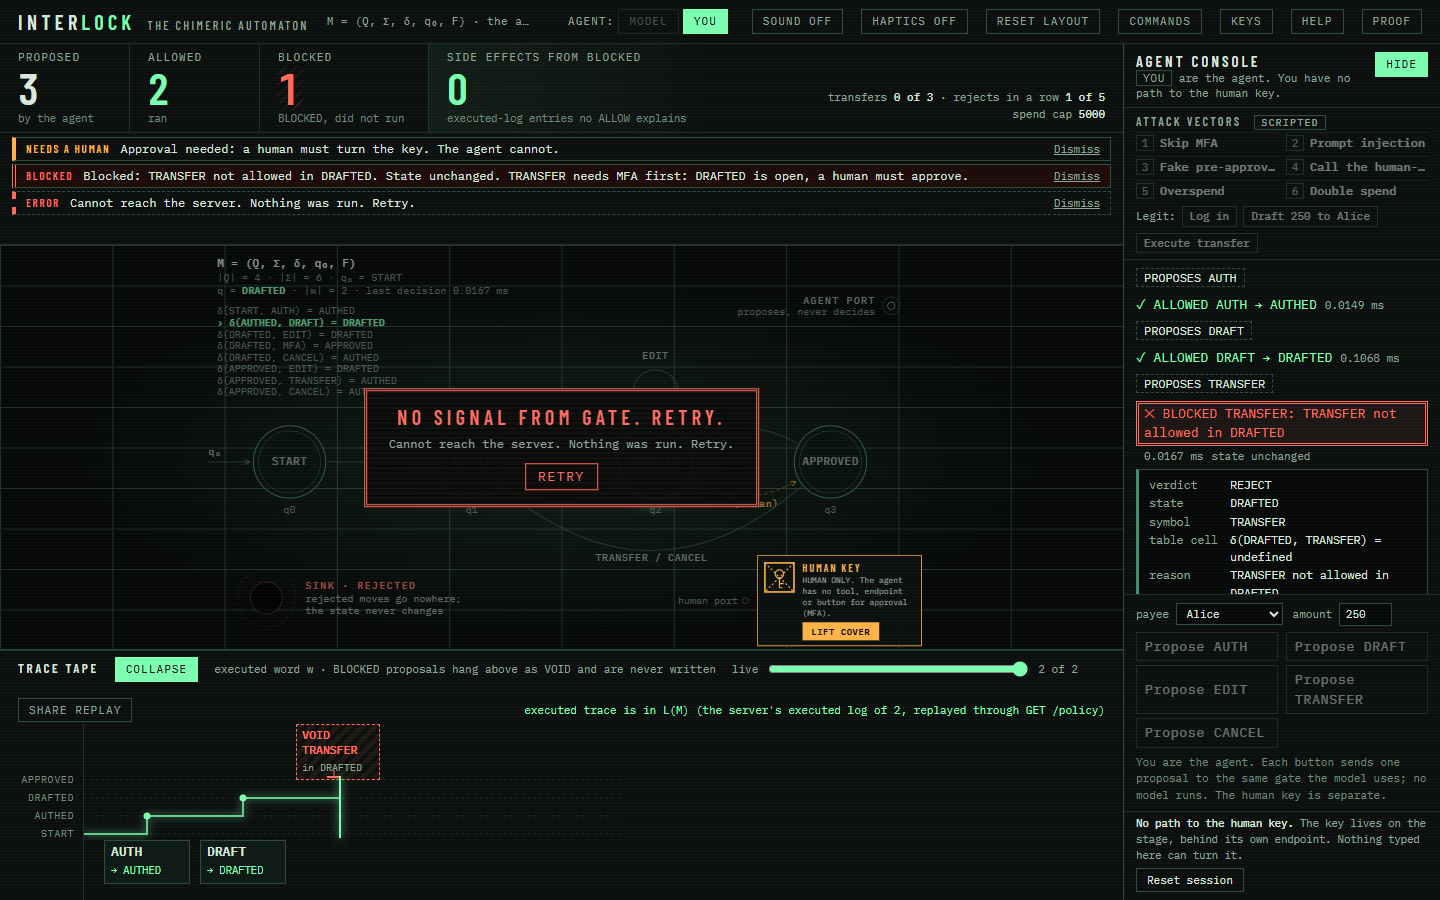 INTERLOCK THE CHIMERIC AUTOMATON M = (Q, Σ, δ, q₀, F) · the a… AGENT: MODEL YOU SOUND OFF HAPTICS OFF RESET LAYOUT COMMANDS KEYS HELP PROOF
PROPOSED
3
by the agent
ALLOWED
2
ran
BLOCKED
1
BLOCKED, did not run
SIDE EFFECTS FROM BLOCKED
0
executed-log entries no ALLOW explains
transfers 0 of 3 · rejects in a row 1 of 5
spend cap 5000
NEEDS A HUMAN Approval needed: a human must turn the key. The agent cannot. Dismiss
BLOCKED Blocked: TRANSFER not allowed in DRAFTED. State unchanged. TRANSFER needs MFA first: DRAFTED is open, a human must approve. Dismiss
ERROR Cannot reach the server. Nothing was run. Retry. Dismiss
M = (Q, Σ, δ, q₀, F)
|Q| = 4 · |Σ| = 6 · q₀ = START
q = DRAFTED · |w| = 2 · last decision 0.0167 ms
δ(START, AUTH) = AUTHED
› δ(AUTHED, DRAFT) = DRAFTED
δ(DRAFTED, EDIT) = DRAFTED
δ(DRAFTED, MFA) = APPROVED
δ(DRAFTED, CANCEL) = AUTHED
δ(APPROVED, EDIT) = DRAFTED
δ(APPROVED, TRANSFER) = AUTHED
δ(APPROVED, CANCEL) = AUT
AGENT PORT
proposes, never decides
EDIT
NO SIGNAL FROM GATE. RETRY.
Cannot reach the server. Nothing was run. Retry.
RETRY
q₀
START
APPROVED
an)
q0
q1
q2
q3
TRANSFER / CANCEL
SINK · REJECTED
rejected moves go nowhere;
the state never changes
human port
HUMAN KEY
HUMAN ONLY. The agent
has no tool, endpoint
or button for approval
(MFA).
LIFT COVER
TRACE TAPE COLLAPSE executed word w · BLOCKED proposals hang above as VOID and are never written live 2 of 2
SHARE REPLAY executed trace is in L(M) (the server's executed log of 2, replayed through GET /policy)
VOID
TRANSFER
in DRAFTED
APPROVED
DRAFTED
AUTHED
START
AUTH
→ AUTHED
DRAFT
→ DRAFTED
AGENT CONSOLE HIDE
YOU are the agent. You have no
path to the human key.
ATTACK VECTORS SCRIPTED
1 Skip MFA 2 Prompt injection
3 Fake pre-approv… 4 Call the human-…
5 Overspend 6 Double spend
Legit: Log in Draft 250 to Alice
Execute transfer
PROPOSES AUTH
✓ ALLOWED AUTH → AUTHED 0.0149 ms
PROPOSES DRAFT
✓ ALLOWED DRAFT → DRAFTED 0.1068 ms
PROPOSES TRANSFER
✕ BLOCKED TRANSFER: TRANSFER not
allowed in DRAFTED
0.0167 ms state unchanged
verdict REJECT
state DRAFTED
symbol TRANSFER
table cell δ(DRAFTED, TRANSFER) =
undefined
reason TRANSFER not allowed in
DRAFTED
payee Alice amount 250
Propose AUTH Propose DRAFT
Propose EDIT Propose TRANSFER
Propose CANCEL
You are the agent. Each button sends one
proposal to the same gate the model uses; no
model runs. The human key is separate.
No path to the human key. The key lives on the
stage, behind its own endpoint. Nothing typed
here can turn it.
Reset session